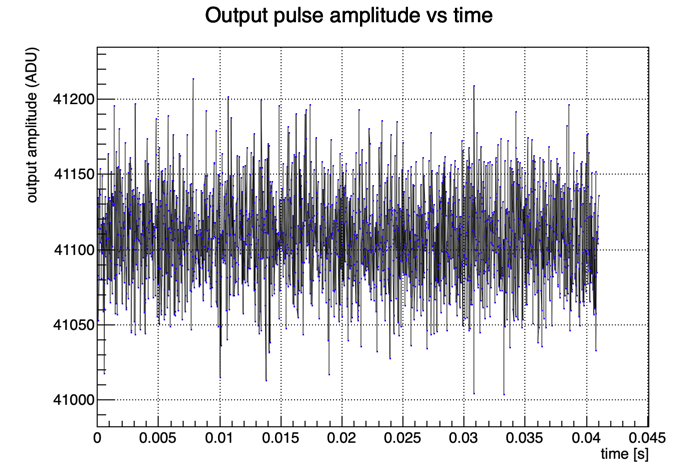 Output pulse amplitude vs time
output amplitude (ADU)
41200
41150
41100
41050
41000
0 0.005 0.01 0.015 0.02 0.025 0.03 0.035 0.04 0.045
time [s]